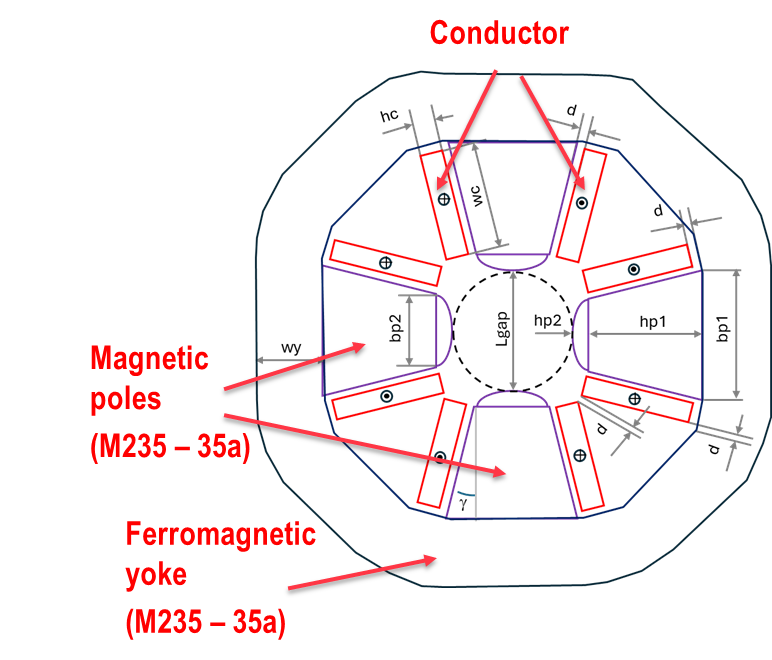 Conductor
hc
d
wc
d
bp2
Lgap
hp2
hp1
bp1
wy
Magnetic
poles
(M235 – 35a)
d
d
γ
Ferromagnetic
yoke
(M235 – 35a)